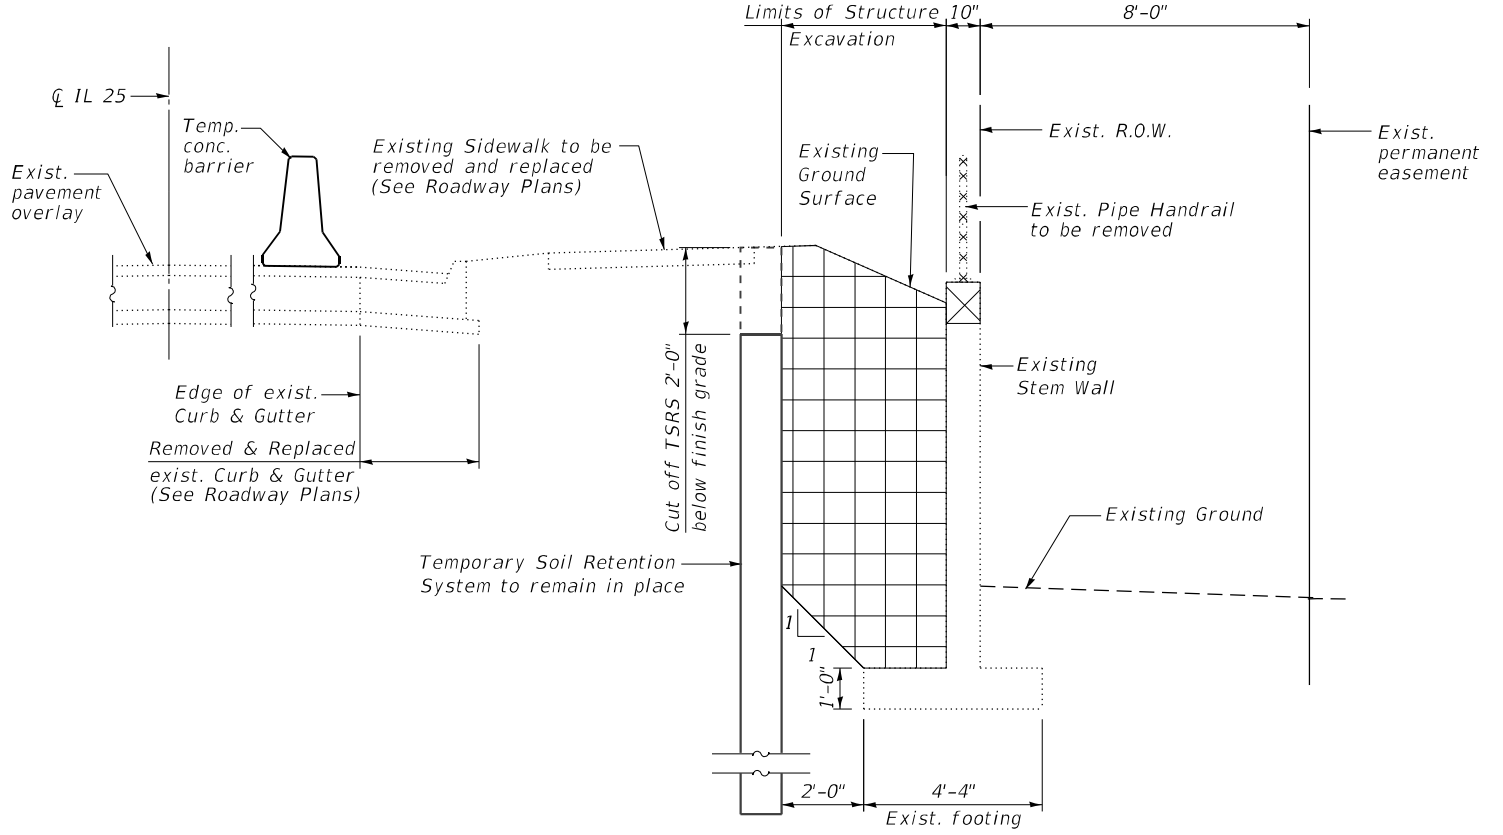 Limits of Structure
Excavation
10"
8'-0"
℄ IL 25
Temp.
conc.
barrier
Exist.
pavement
overlay
Existing Sidewalk to be
removed and replaced
(See Roadway Plans)
Existing
Ground
Surface
Exist. R.O.W.
Exist.
permanent
easement
Exist. Pipe Handrail
to be removed
Edge of exist.
Curb & Gutter
Removed & Replaced
exist. Curb & Gutter
(See Roadway Plans)
Cut off TSRS 2'-0"
below finish grade
Existing
Stem Wall
Existing Ground
Temporary Soil Retention
System to remain in place
1
1
1'-0"
2'-0"
4'-4"
Exist. footing